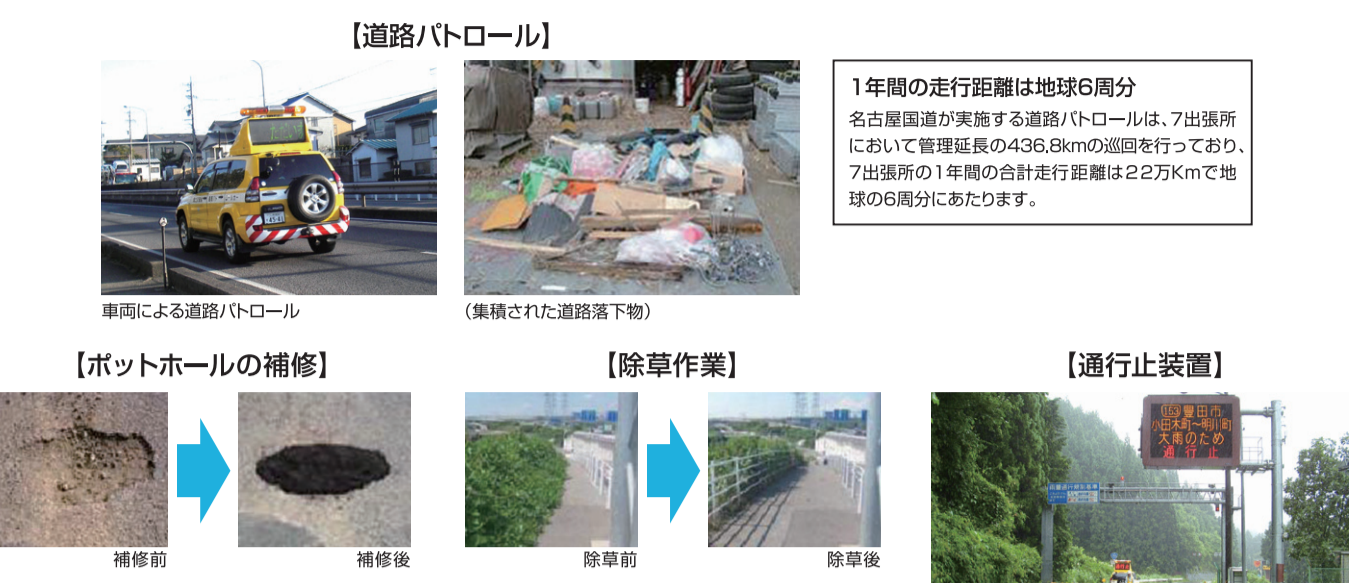 【道路パトロール】
1年間の走行距離は地球6周分
名古屋国道が実施する道路パトロールは、7出張所
において管理延長の436.8kmの巡回を行っており、
7出張所の1年間の合計走行距離は22万Kmで地
球の6周分にあたります。
車両による道路パトロール
（集積された道路落下物）
【ポットホールの補修】
【除草作業】
【通行止装置】
153 豊田市
小田木町〜明川町
大雨のため
通行止
補修前
補修後
除草前
除草後